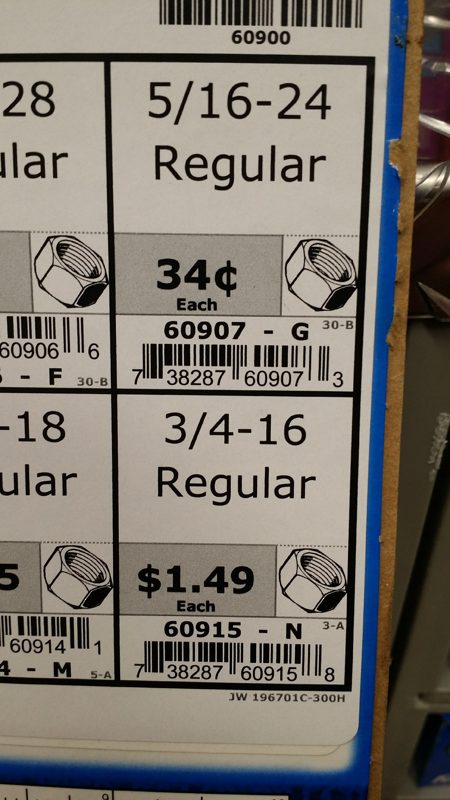 60900
28
ular
60906 6
- F 30-B
5/16-24
Regular
34¢
Each
60907 - G 30-B
7 38287 60907 3
-18
ular
5
60914 1
4 - M 5-A
3/4-16
Regular
$1.49
Each
60915 - N 3-A
7 38287 60915 8
JW 196701C-300H